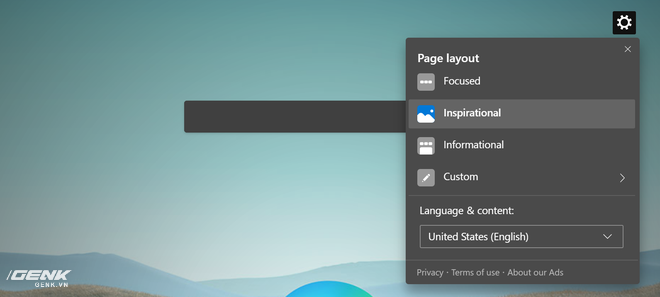 Page layout
Focused
Inspirational
Informational
Custom
Language & content:
United States (English)
Privacy · Terms of use · About our Ads
/GENK
GENK.VN